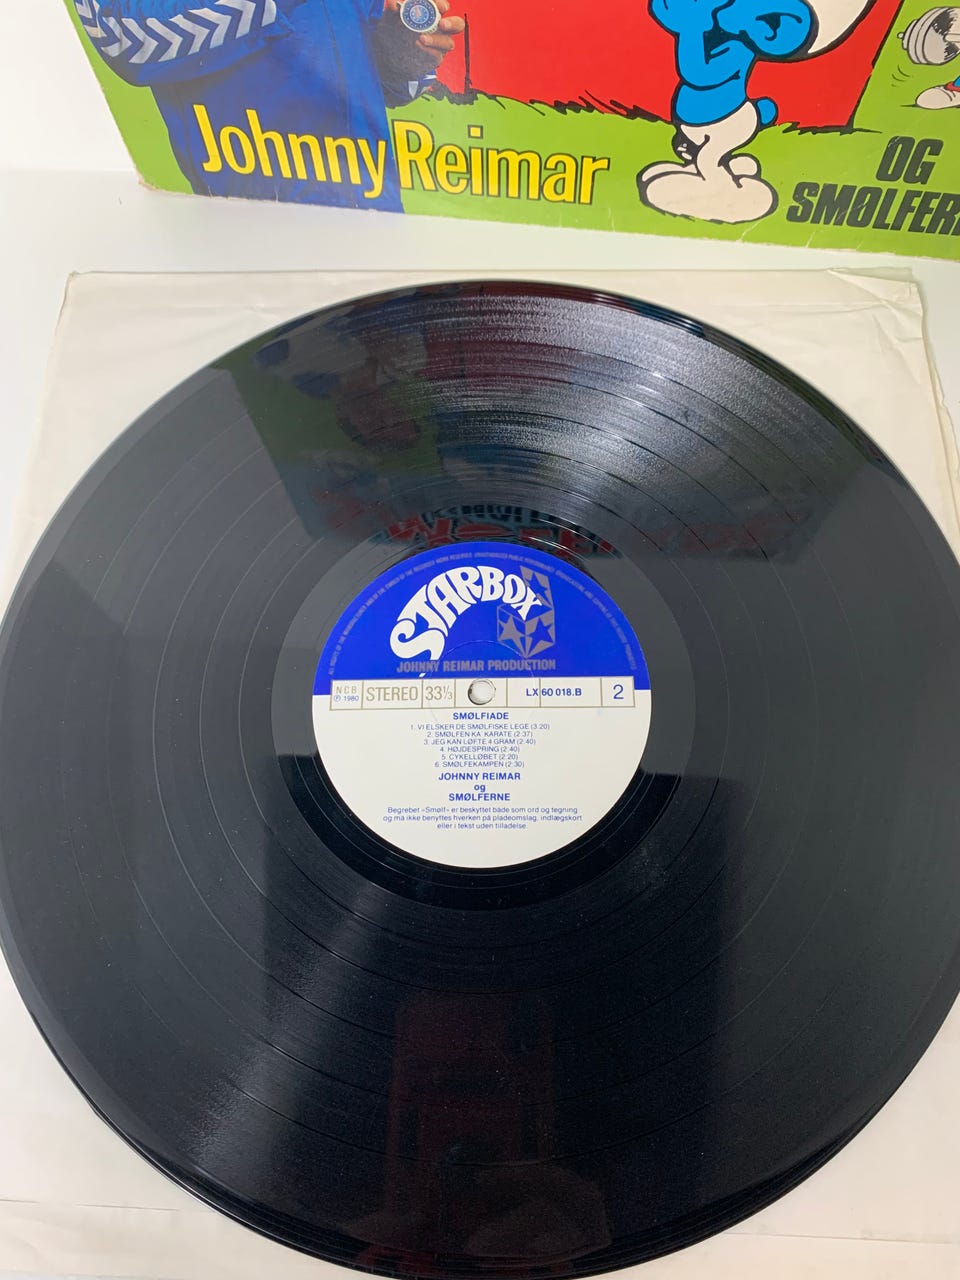 Johnny Reimar
OG
STARBOX
JOHNNY REIMAR PRODUCTION
NCB
℗ 1980
STEREO
33⅓
LX 60 018.B
2
SMØLFIADE
1. VI ELSKER DE SMØLFISKE LEGE (3.20)
2. SMØLFEN KA' KARATE (2:37)
3. JEG KAN LØFTE 4 GRAM (2:40)
4. HØJDESPRING (2:40)
5. CYKELLØBET (2:20)
6. SMØLFEKAMPEN (2:30)
JOHNNY REIMAR
og
SMØLFERNE
Begrebet »Smølf« er beskyttet både som ord og tegning
og må ikke benyttes hverken på pladeomslag, indlægskort
eller i tekst uden tilladelse.